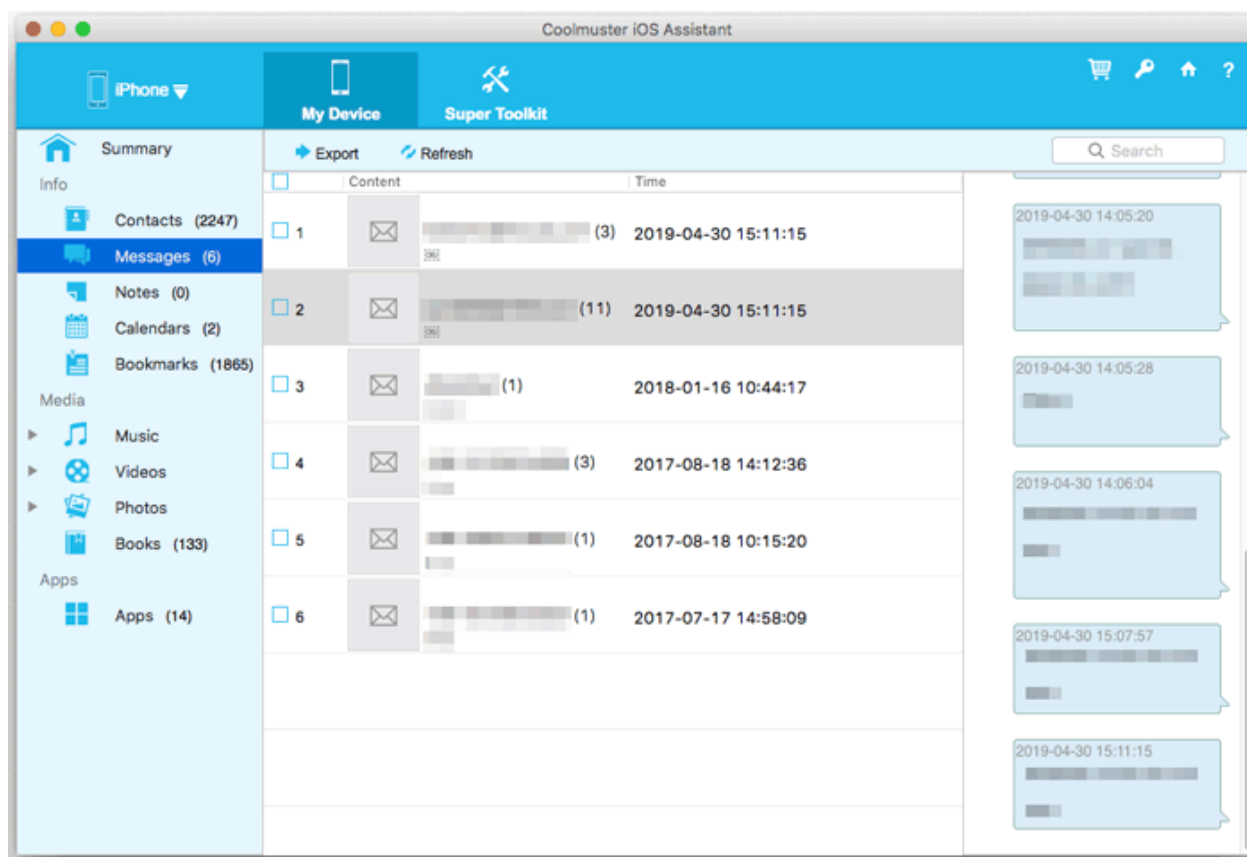 Coolmuster iOS Assistant
iPhone
My Device
Super Toolkit
?
Summary
Export
Refresh
Search
Info
Content
Time
Contacts (2247)
Messages (6)
Notes (0)
Calendars (2)
Bookmarks (1865)
Media
Music
Videos
Photos
Books (133)
Apps
Apps (14)
1 (3) 2019-04-30 15:11:15
2 (11) 2019-04-30 15:11:15
3 (1) 2018-01-16 10:44:17
4 (3) 2017-08-18 14:12:36
5 (1) 2017-08-18 10:15:20
6 (1) 2017-07-17 14:58:09
2019-04-30 14:05:20
2019-04-30 14:05:28
2019-04-30 14:06:04
2019-04-30 15:07:57
2019-04-30 15:11:15